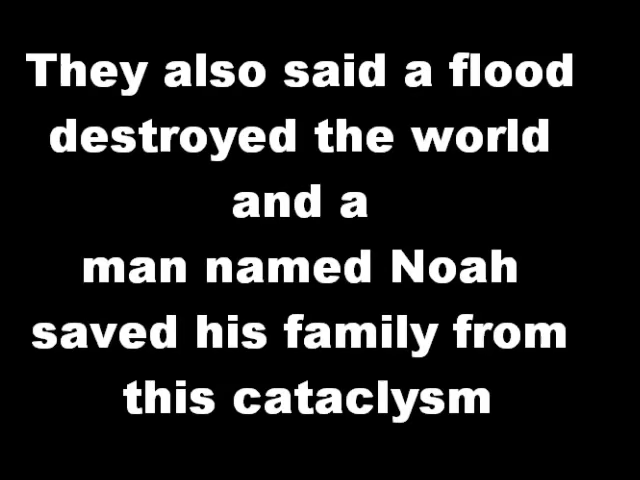 They also said a flood
destroyed the world
and a
man named Noah
saved his family from
this cataclysm